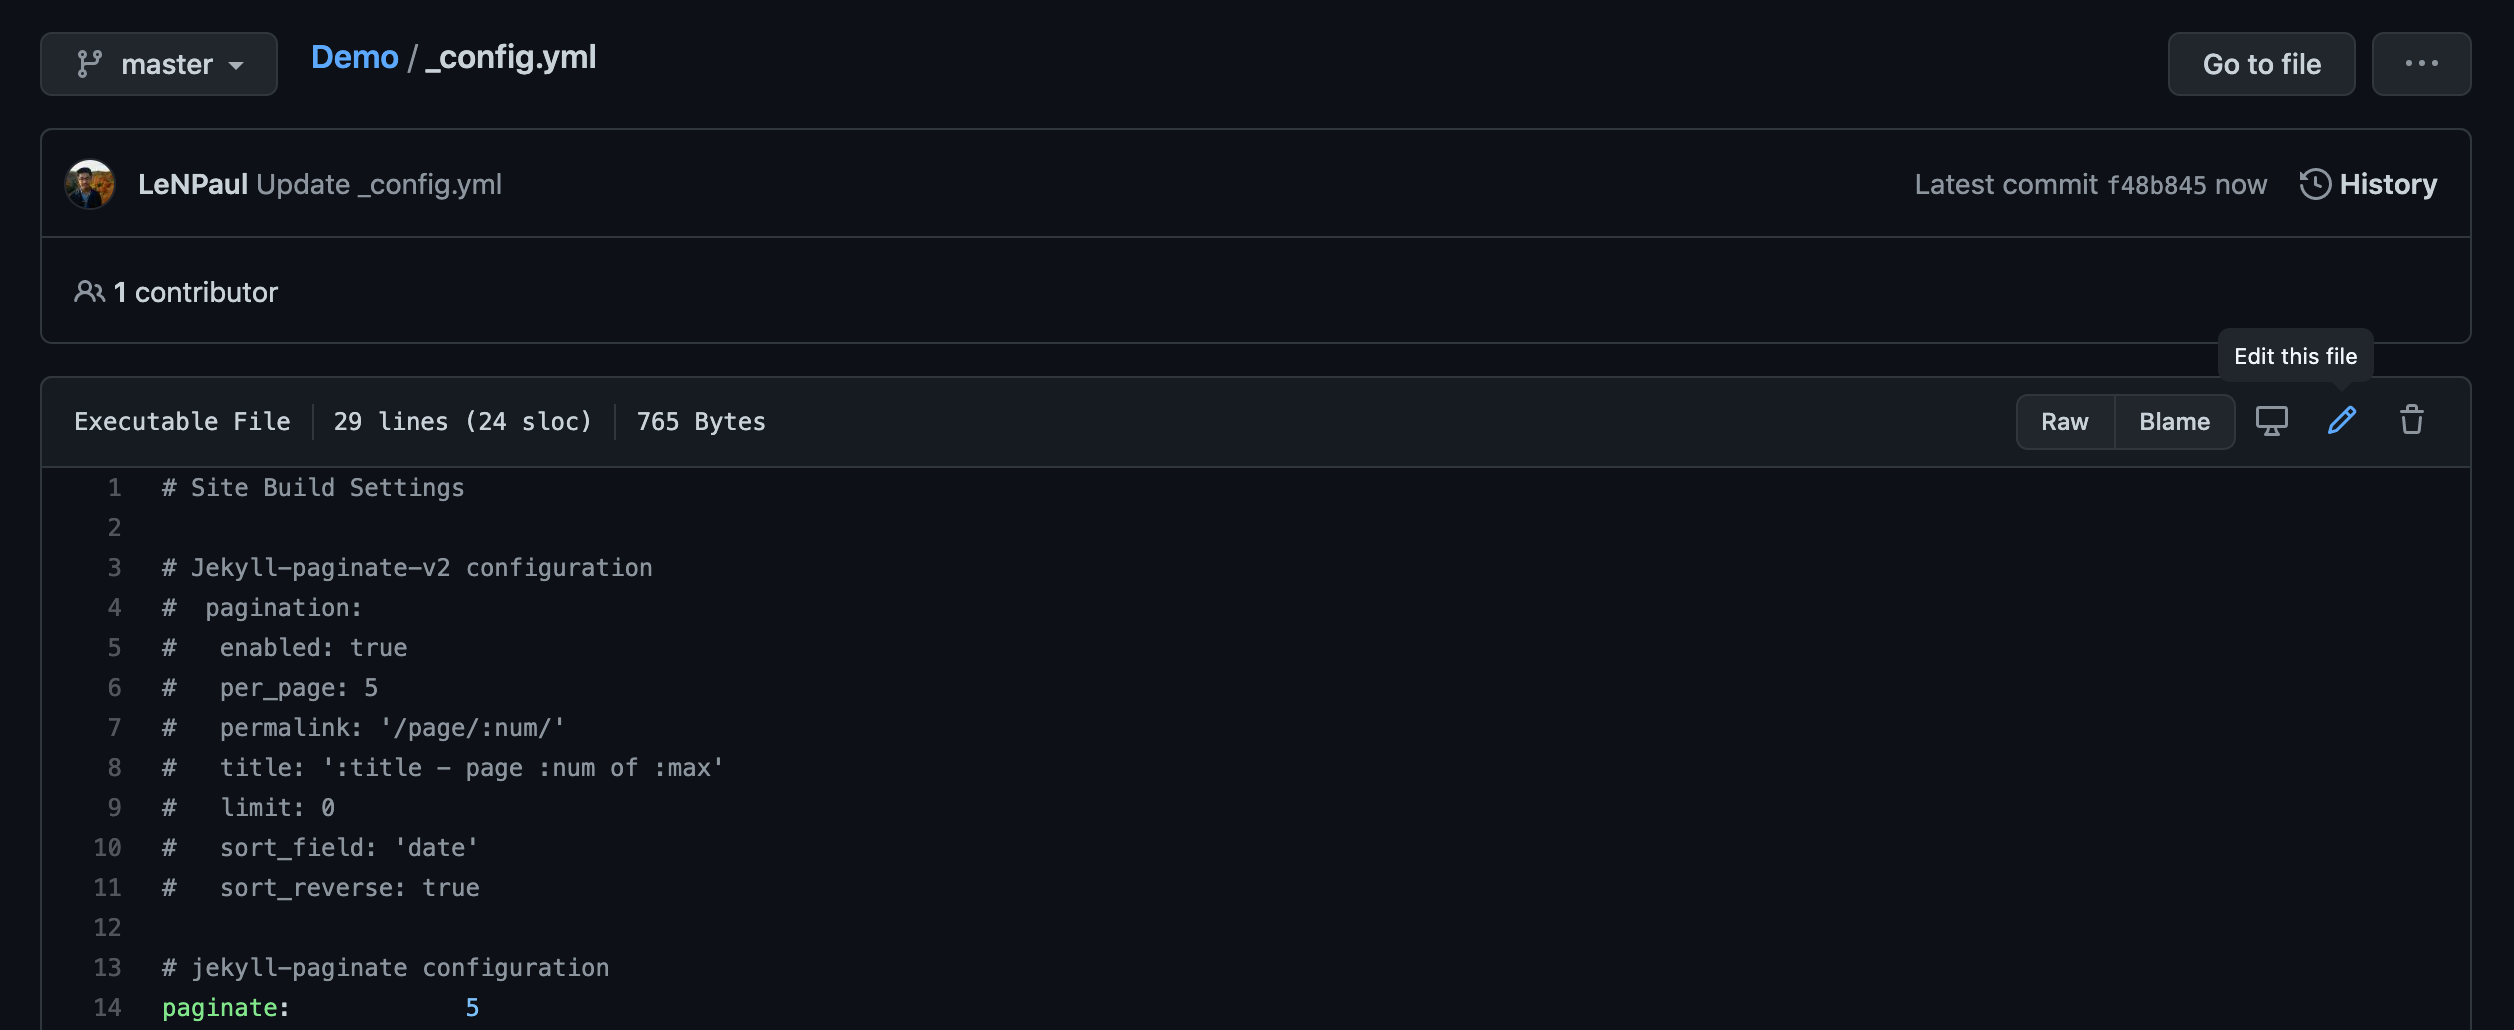 master
Demo / _config.yml
Go to file
LeNPaul Update _config.yml
Latest commit f48b845 now
History
1 contributor
Edit this file
Executable File
29 lines (24 sloc)
765 Bytes
Raw
Blame
1 # Site Build Settings
2
3 # Jekyll-paginate-v2 configuration
4 #  pagination:
5 #   enabled: true
6 #   per_page: 5
7 #   permalink: '/page/:num/'
8 #   title: ':title - page :num of :max'
9 #   limit: 0
10 #   sort_field: 'date'
11 #   sort_reverse: true
12
13 # jekyll-paginate configuration
14 paginate:            5